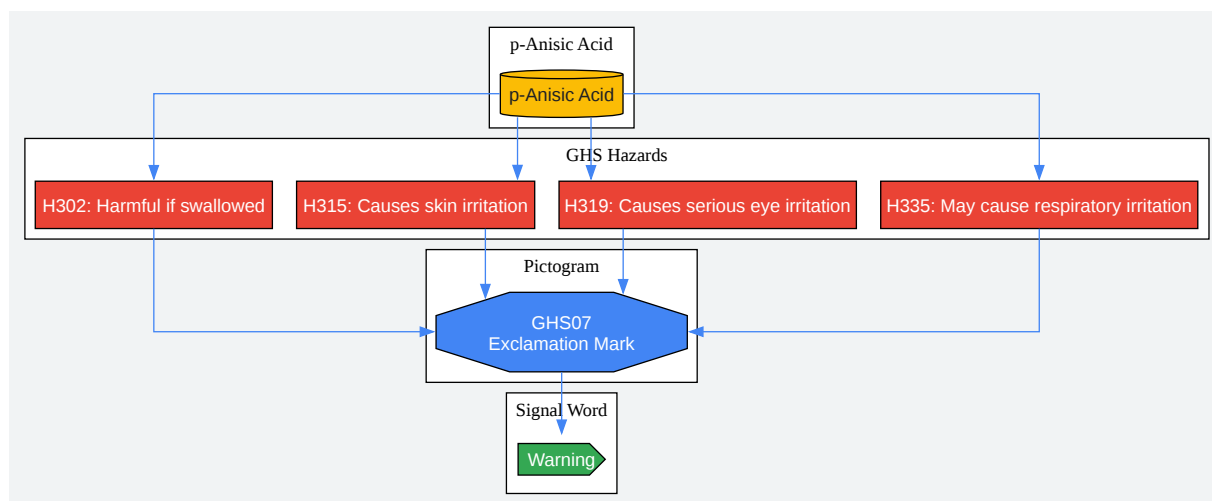 p-Anisic Acid
p-Anisic Acid
GHS Hazards
H302: Harmful if swallowed
H315: Causes skin irritation
H319: Causes serious eye irritation
H335: May cause respiratory irritation
Pictogram
GHS07
Exclamation Mark
Signal Word
Warning